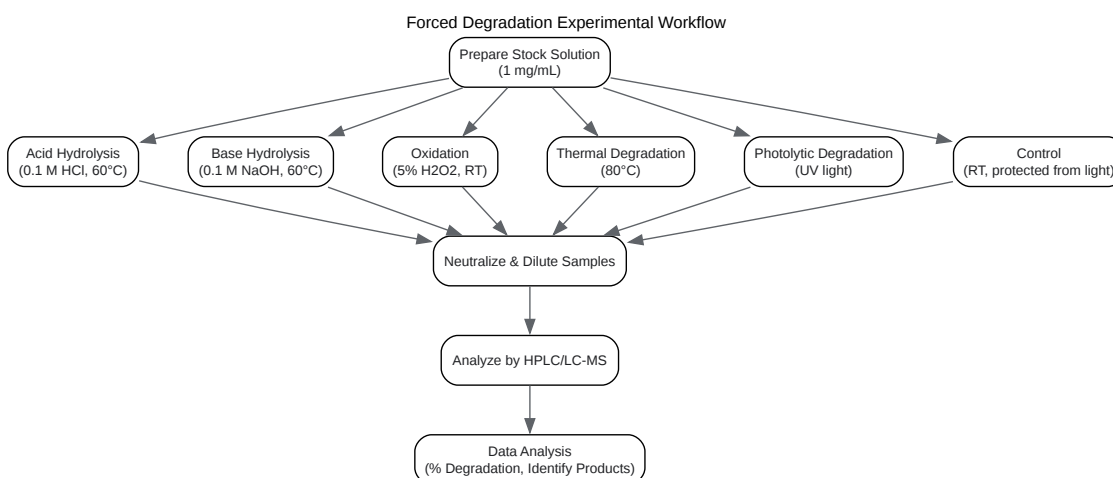 Forced Degradation Experimental Workflow
Prepare Stock Solution
(1 mg/mL)
Acid Hydrolysis
(0.1 M HCl, 60°C)
Base Hydrolysis
(0.1 M NaOH, 60°C)
Oxidation
(5% H2O2, RT)
Thermal Degradation
(80°C)
Photolytic Degradation
(UV light)
Control
(RT, protected from light)
Neutralize & Dilute Samples
Analyze by HPLC/LC-MS
Data Analysis
(% Degradation, Identify Products)